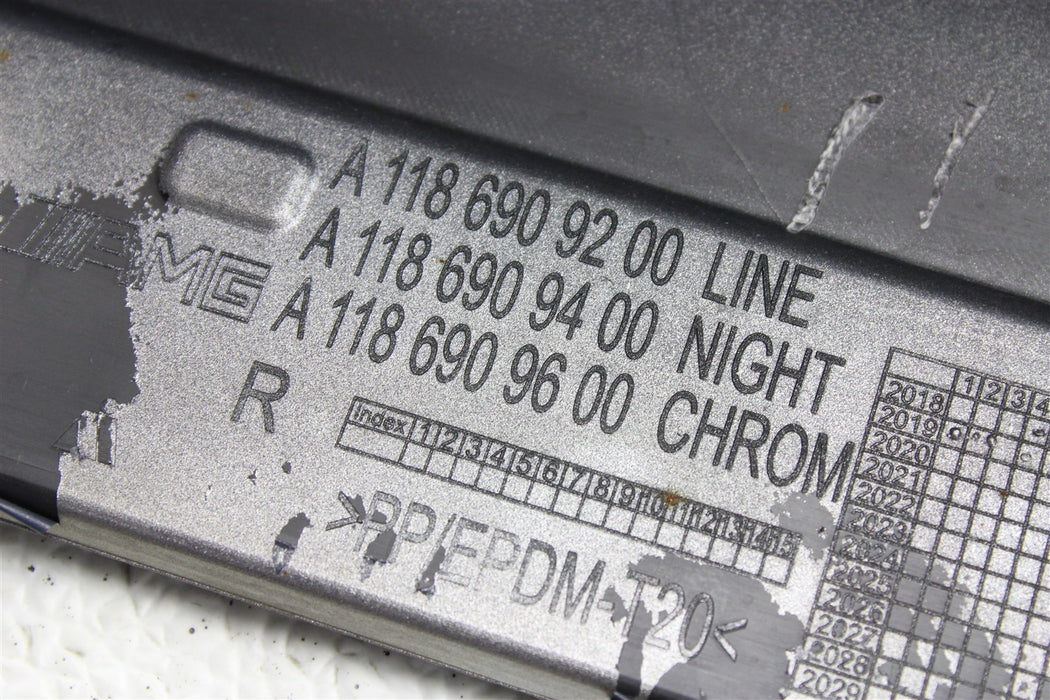 A 118 690 92 00 LINE
A 118 690 94 00 NIGHT
A 118 690 96 00 CHROM
R
Index 1 2 3 4 5 6 7 8 9 10 11 12 13 14 15
>PP/EPDM-T20<
1 2 3 4
2018
2019
2020
2021
2022
2023
2024
2025
2026
2027
2028
2029